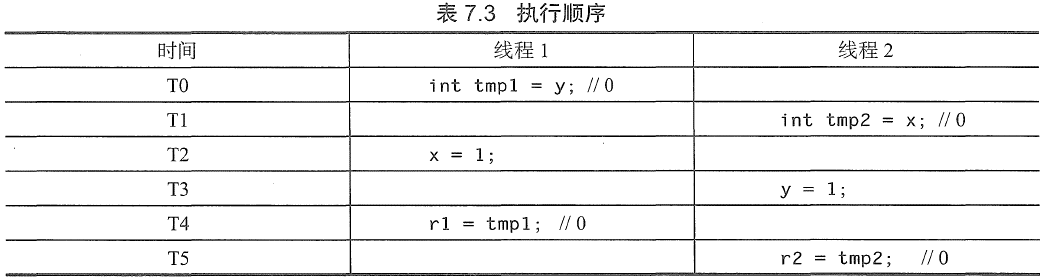 表 7.3 执行顺序
时间 线程 1 线程 2
T0 int tmp1 = y; // 0
T1 int tmp2 = x; // 0
T2 x = 1;
T3 y = 1;
T4 r1 = tmp1; // 0
T5 r2 = tmp2; // 0